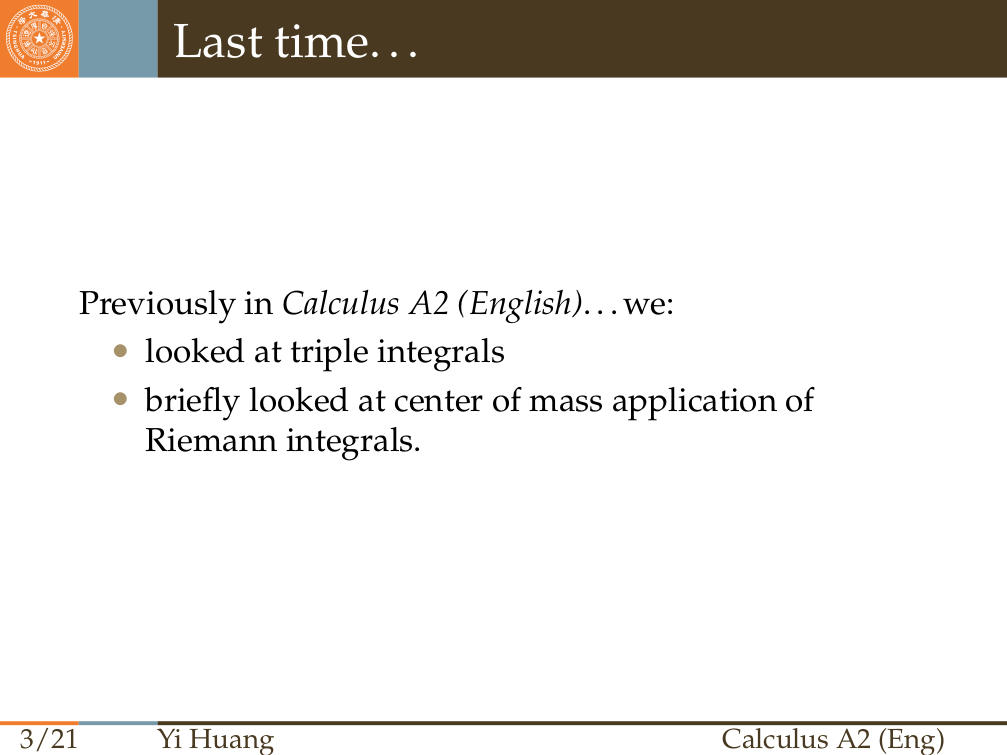 Last time. . .
Previously in Calculus A2 (English). . . we:
• looked at triple integrals
• briefly looked at center of mass application of
Riemann integrals.
3/21 Yi Huang Calculus A2 (Eng)